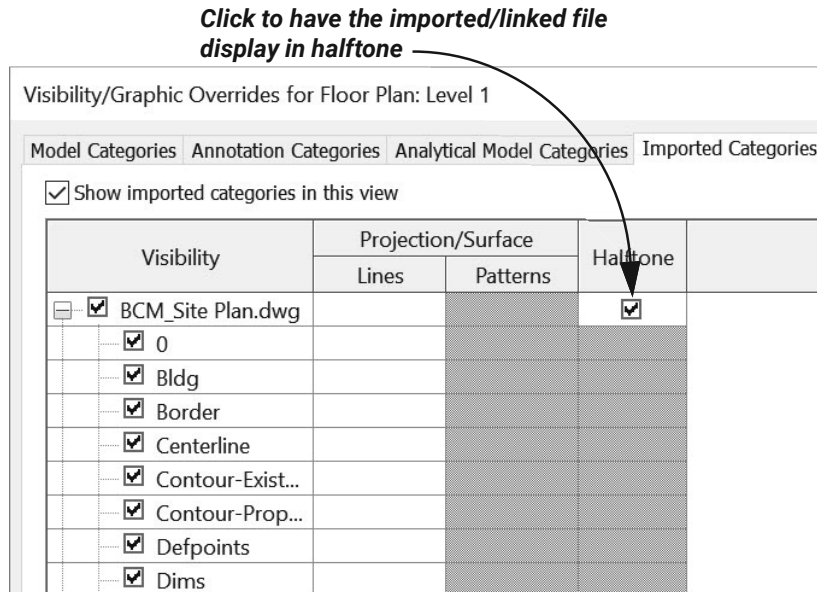 Click to have the imported/linked file
display in halftone
Visibility/Graphic Overrides for Floor Plan: Level 1
Model Categories Annotation Categories Analytical Model Categories Imported Categories
Show imported categories in this view
Visibility Projection/Surface Halftone
Lines Patterns
BCM_Site Plan.dwg
0
Bldg
Border
Centerline
Contour-Exist...
Contour-Prop...
Defpoints
Dims